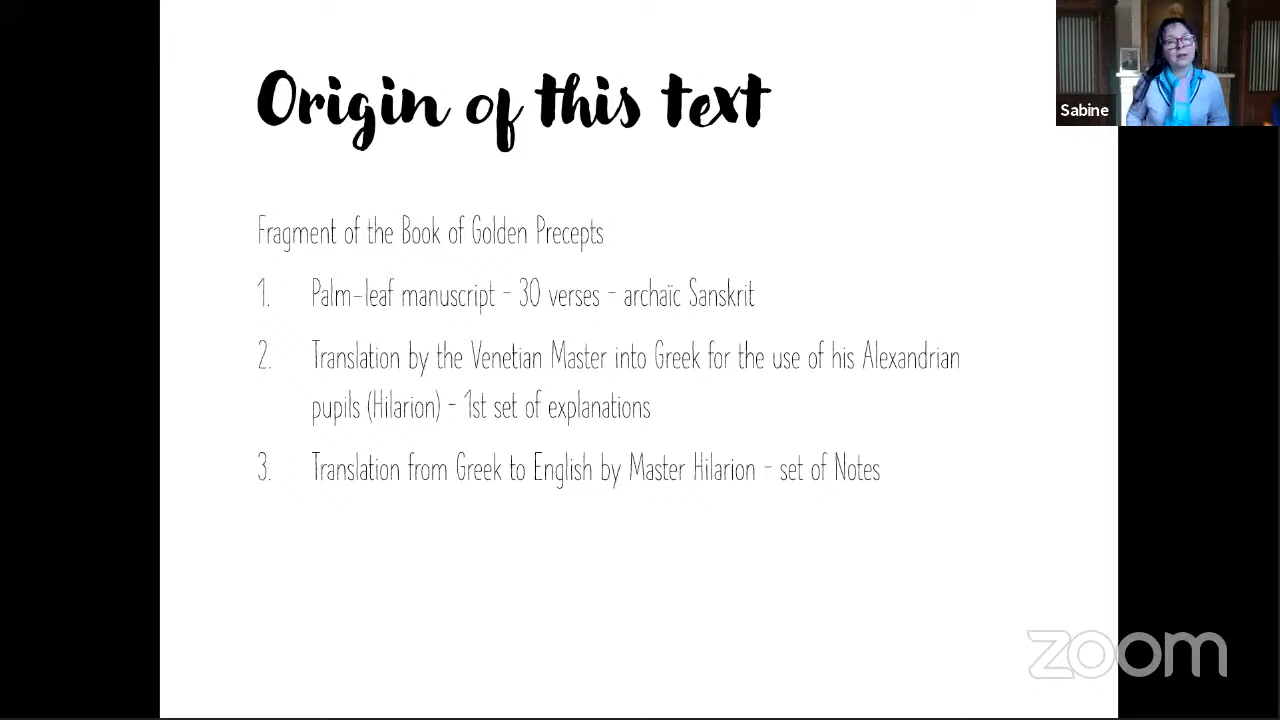 Origin of this text
Sabine
Fragment of the Book of Golden Precepts
1. Palm-leaf manuscript - 30 verses - archaïc Sanskrit
2. Translation by the Venetian Master into Greek for the use of his Alexandrian
pupils (Hilarion) - 1st set of explanations
3. Translation from Greek to English by Master Hilarion - set of Notes
zoom